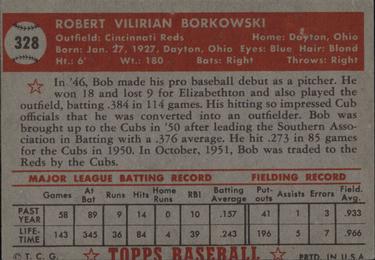 328
ROBERT VILIRIAN BORKOWSKI
Outfield: Cincinnati Reds Home: Dayton, Ohio
Born: Jan. 27, 1927, Dayton, Ohio Eyes: Blue Hair: Blond
Ht.: 6' Wt.: 180 Bats: Right Throws: Right
In '46, Bob made his pro baseball debut as a pitcher. He
won 18 and lost 9 for Elizabethton and also played the
outfield, batting .384 in 114 games. His hitting so impressed Cub
officials that he was converted into an outfielder. Bob was
brought up to the Cubs in '50 after leading the Southern Asso-
ciation in Batting with a .376 average. He hit .273 in 85
games for the Cubs in 1950. In October, 1951, Bob was traded to the
Reds by the Cubs.
MAJOR LEAGUE BATTING RECORD FIELDING RECORD
Games At Bat Runs Hits Home Runs RBI Batting Average Put-outs Assists Errors Field. Avg.
PAST YEAR 58 89 9 14 0 10 .157 41 1 3 .933
LIFE-TIME 143 345 36 84 4 39 .243 196 5 7 .966
© T. C. G. TOPPS BASEBALL PRTD. IN U.S.A.